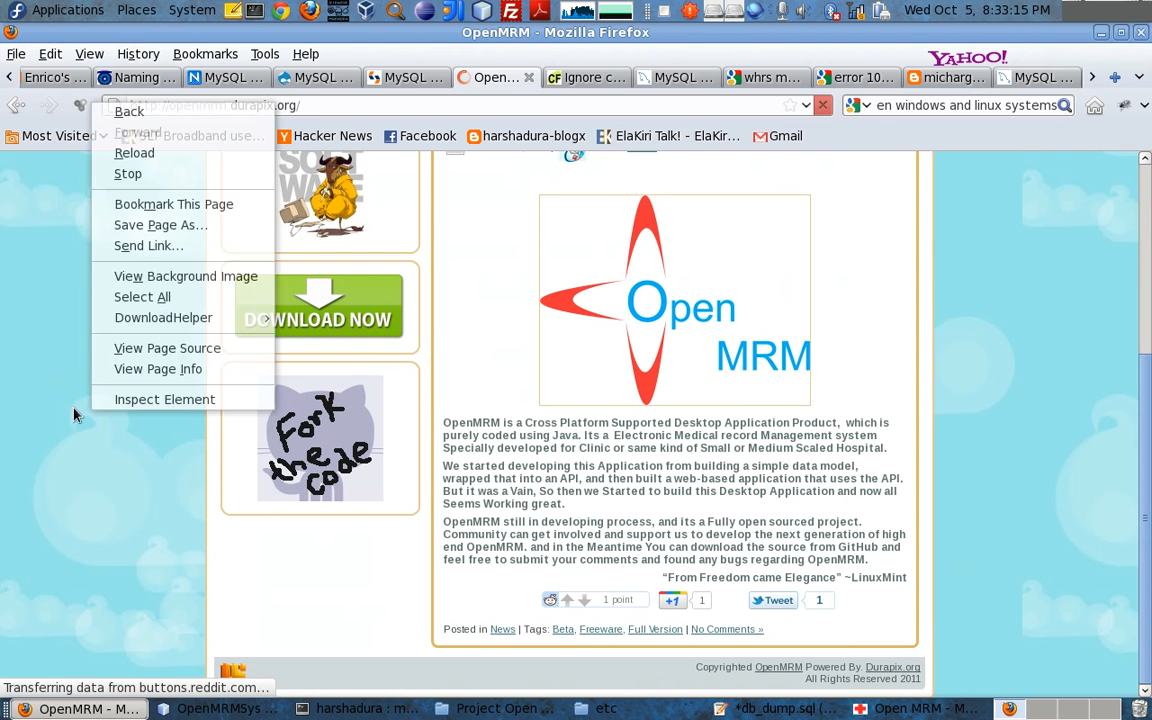 Applications Places System Wed Oct 5, 8:33:15 PM
OpenMRM - Mozilla Firefox
File Edit View History Bookmarks Tools Help
YAHOO!
Enrico's ... Naming ... MySQL ... MySQL ... MySQL ... Open... Ignore c... MySQL ... whrs m... error 10... micharg... MySQL ...
durapix.org/ en windows and linux systems
Most Visited Broadband use... Hacker News Facebook harshadura-blogx ElaKiri Talk! - ElaKir... Gmail
Back
Forward
Reload
Stop
Bookmark This Page
Save Page As...
Send Link...
View Background Image
Select All
DownloadHelper
View Page Source
View Page Info
Inspect Element
SOFT
WARE
DOWNLOAD NOW
Fork
the
code
Open
MRM
OpenMRM is a Cross Platform Supported Desktop Application Product, which is
purely coded using Java. Its a Electronic Medical record Management system
Specially developed for Clinic or same kind of Small or Medium Scaled Hospital.
We started developing this Application from building a simple data model,
wrapped that into an API, and then built a web-based application that uses the API.
But it was a Vain, So then we Started to build this Desktop Application and now all
Seems Working great.
OpenMRM still in developing process, and its a Fully open sourced project.
Community can get involved and support us to develop the next generation of high
end OpenMRM. and in the Meantime You can download the source from GitHub and
feel free to submit your comments and found any bugs regarding OpenMRM.
“From Freedom came Elegance” ~LinuxMint
1 point +1 1 Tweet 1
Posted in News | Tags: Beta, Freeware, Full Version | No Comments »
Copyrighted OpenMRM Powered By. Durapix.org
All Rights Reserved 2011
Transferring data from buttons.reddit.com...
OpenMRM - M... OpenMRMSys ... harshadura : m... Project Open ... etc *db_dump.sql (... Open MRM - M...